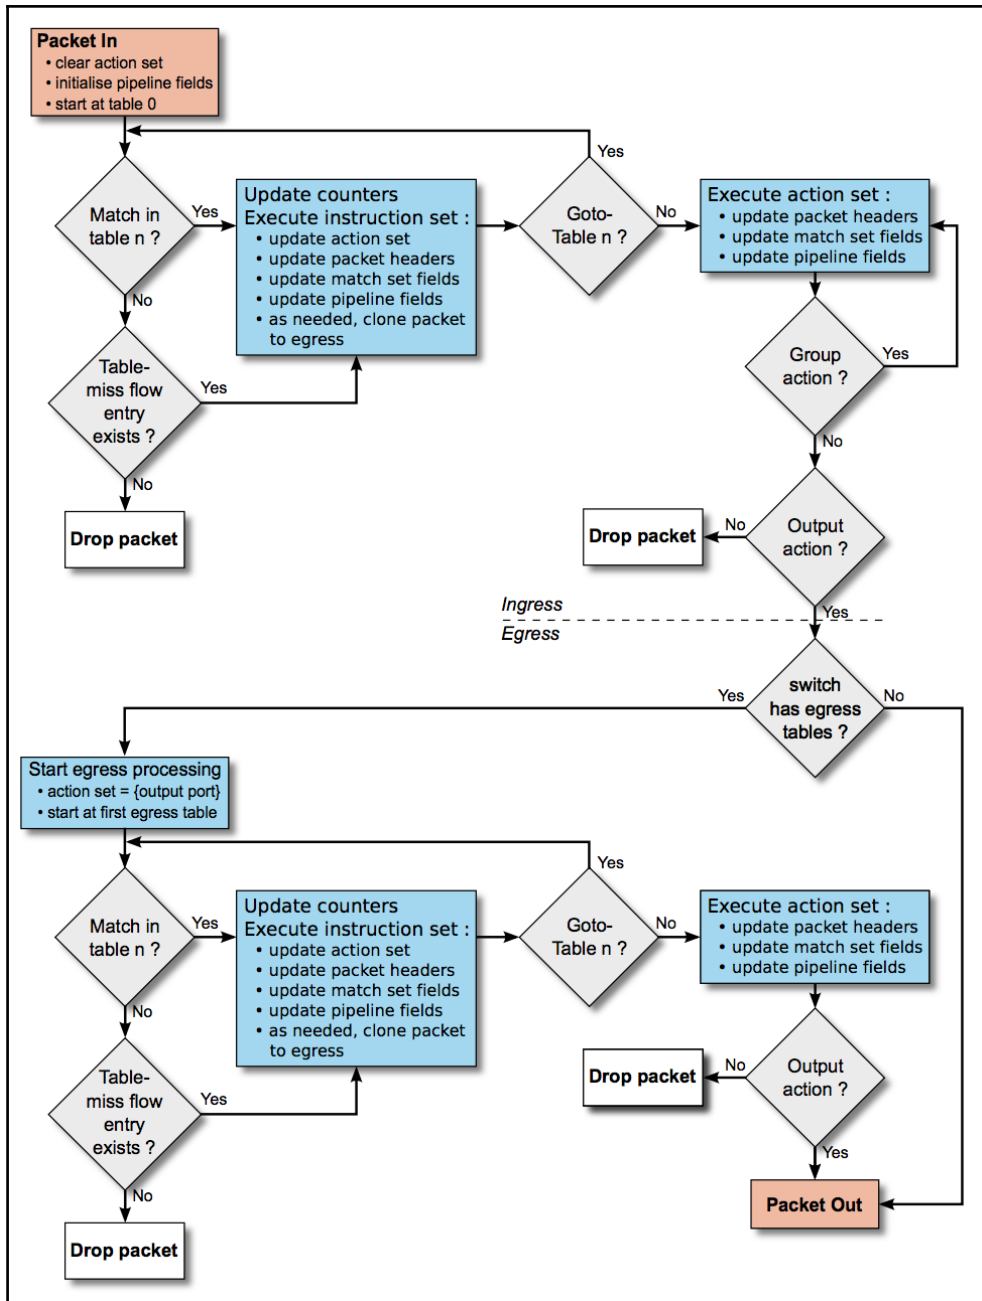 Packet In
• clear action set
• initialise pipeline fields
• start at table 0
Yes
Match in
table n ?
Yes
Update counters
Execute instruction set :
• update action set
• update packet headers
• update match set fields
• update pipeline fields
• as needed, clone packet
to egress
Goto-
Table n ?
No
Execute action set :
• update packet headers
• update match set fields
• update pipeline fields
No
Table-
miss flow
entry
exists ?
Yes
Group
action ?
Yes
No
No
Drop packet
Drop packet
No
Output
action ?
Ingress
Yes
Egress
Yes
switch
has egress
tables ?
No
Start egress processing
• action set = {output port}
• start at first egress table
Yes
Match in
table n ?
Yes
Update counters
Execute instruction set :
• update action set
• update packet headers
• update match set fields
• update pipeline fields
• as needed, clone packet
to egress
Goto-
Table n ?
No
Execute action set :
• update packet headers
• update match set fields
• update pipeline fields
No
Table-
miss flow
entry
exists ?
Yes
Drop packet
No
Output
action ?
Yes
No
Drop packet
Packet Out